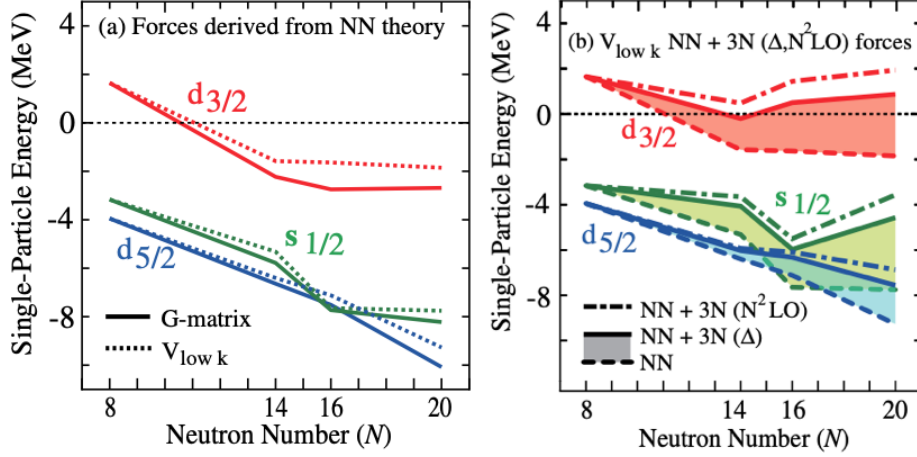 (a) Forces derived from NN theory
Single-Particle Energy (MeV)
4
0
-4
-8
d3/2
s 1/2
d5/2
G-matrix
Vlow k
8
14
16
20
Neutron Number (N)
(b) Vlow k NN + 3N (Δ,N²LO) forces
Single-Particle Energy (MeV)
4
0
-4
-8
d3/2
s 1/2
d5/2
NN + 3N (N²LO)
NN + 3N (Δ)
NN
8
14
16
20
Neutron Number (N)